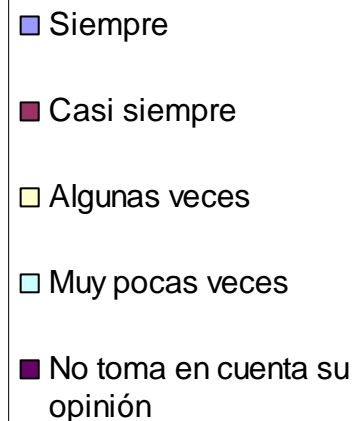 Siempre
Casi siempre
Algunas veces
Muy pocas veces
No toma en cuenta su
opinión